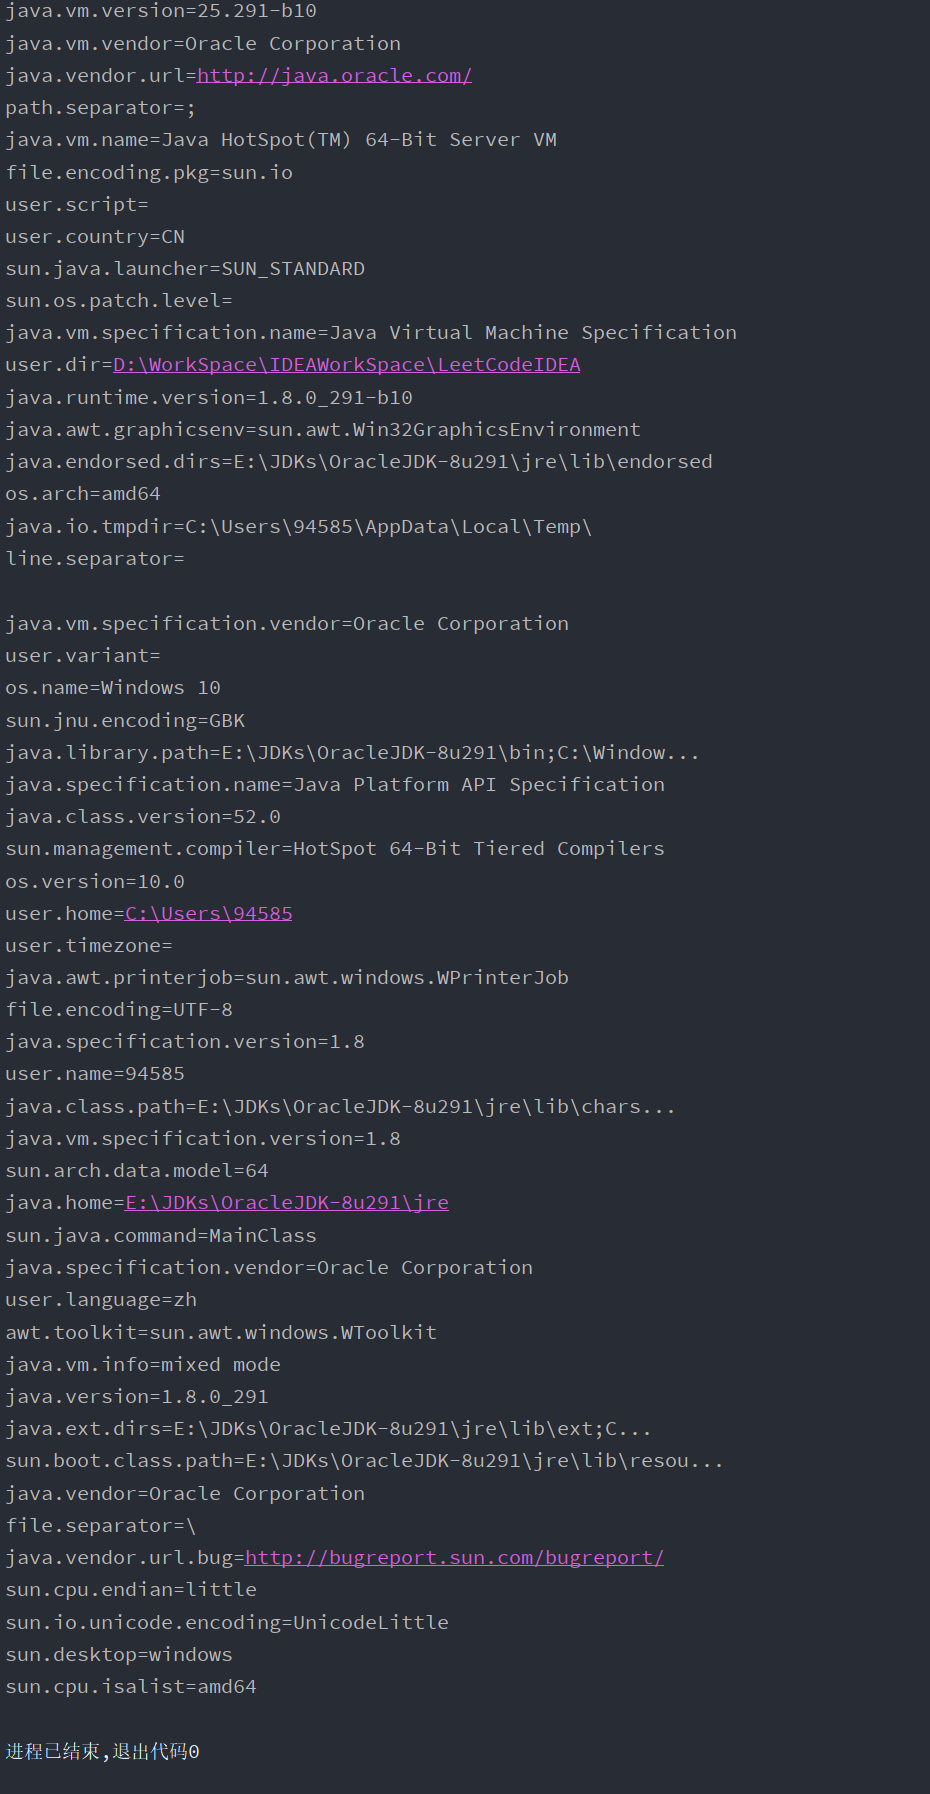 java.vm.version=25.291-b10
java.vm.vendor=Oracle Corporation
java.vendor.url=http://java.oracle.com/
path.separator=;
java.vm.name=Java HotSpot(TM) 64-Bit Server VM
file.encoding.pkg=sun.io
user.script=
user.country=CN
sun.java.launcher=SUN_STANDARD
sun.os.patch.level=
java.vm.specification.name=Java Virtual Machine Specification
user.dir=D:\WorkSpace\IDEAWorkSpace\LeetCodeIDEA
java.runtime.version=1.8.0_291-b10
java.awt.graphicsenv=sun.awt.Win32GraphicsEnvironment
java.endorsed.dirs=E:\JDKs\OracleJDK-8u291\jre\lib\endorsed
os.arch=amd64
java.io.tmpdir=C:\Users\94585\AppData\Local\Temp\
line.separator=

java.vm.specification.vendor=Oracle Corporation
user.variant=
os.name=Windows 10
sun.jnu.encoding=GBK
java.library.path=E:\JDKs\OracleJDK-8u291\bin;C:\Window...
java.specification.name=Java Platform API Specification
java.class.version=52.0
sun.management.compiler=HotSpot 64-Bit Tiered Compilers
os.version=10.0
user.home=C:\Users\94585
user.timezone=
java.awt.printerjob=sun.awt.windows.WPrinterJob
file.encoding=UTF-8
java.specification.version=1.8
user.name=94585
java.class.path=E:\JDKs\OracleJDK-8u291\jre\lib\chars...
java.vm.specification.version=1.8
sun.arch.data.model=64
java.home=E:\JDKs\OracleJDK-8u291\jre
sun.java.command=MainClass
java.specification.vendor=Oracle Corporation
user.language=zh
awt.toolkit=sun.awt.windows.WToolkit
java.vm.info=mixed mode
java.version=1.8.0_291
java.ext.dirs=E:\JDKs\OracleJDK-8u291\jre\lib\ext;C...
sun.boot.class.path=E:\JDKs\OracleJDK-8u291\jre\lib\resou...
java.vendor=Oracle Corporation
file.separator=\
java.vendor.url.bug=http://bugreport.sun.com/bugreport/
sun.cpu.endian=little
sun.io.unicode.encoding=UnicodeLittle
sun.desktop=windows
sun.cpu.isalist=amd64

进程已结束,退出代码0